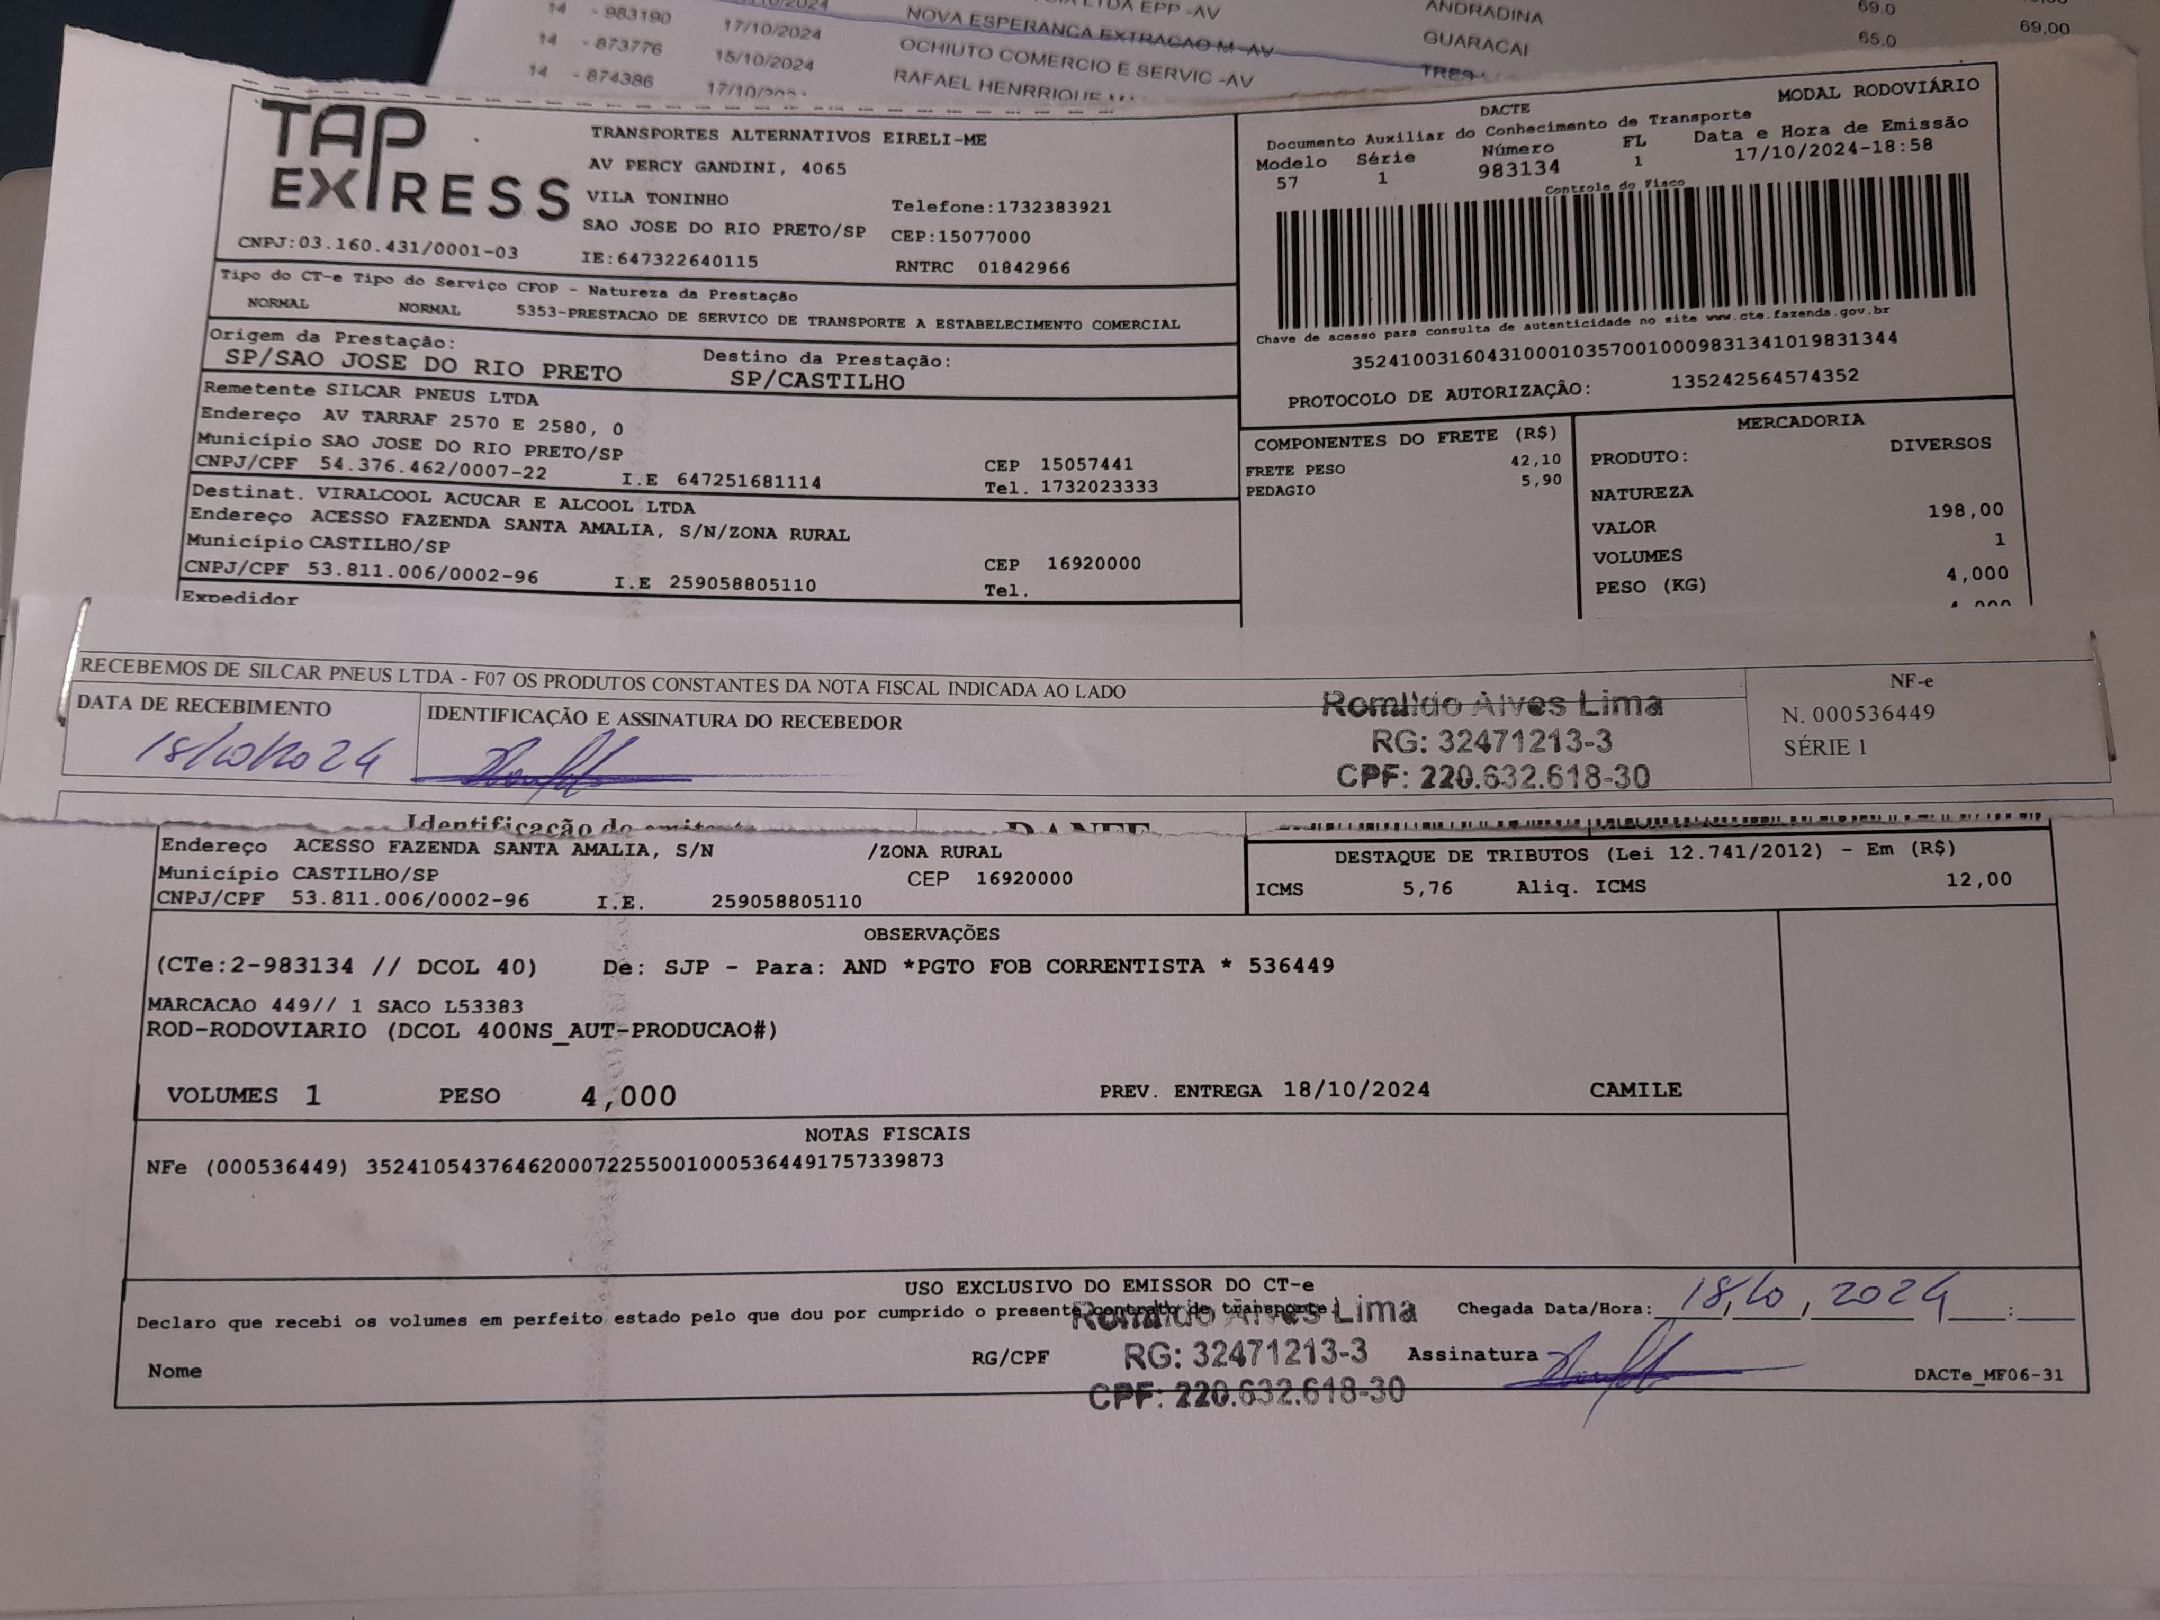 17/10/2024 LTDA EPP -AV ANDRADINA 69.0
14 - 983190 17/10/2024 NOVA ESPERANCA EXTRACAO M -AV GUARACAI 65.0 69,00
14 - 873776 15/10/2024 OCHIUTO COMERCIO E SERVIC -AV
14 - 874386 RAFAEL HENRRIQUE
TAP EXPRESS
TRANSPORTES ALTERNATIVOS EIRELI-ME
AV PERCY GANDINI, 4065
VILA TONINHO Telefone:1732383921
SAO JOSE DO RIO PRETO/SP CEP:15077000
CNPJ:03.160.431/0001-03 IE:647322640115 RNTRC 01842966
DACTE MODAL RODOVIÁRIO
Documento Auxiliar do Conhecimento de Transporte
Modelo Série Número FL Data e Hora de Emissão
57 1 983134 1 17/10/2024-18:58
Controle do Fisco
Chave de acesso para consulta de autenticidade no site www.cte.fazenda.gov.br
35241003160431000103570010009831341019831344
PROTOCOLO DE AUTORIZAÇÂO: 135242564574352
Tipo do CT-e Tipo do Serviço CFOP - Natureza da Prestação
NORMAL NORMAL 5353-PRESTACAO DE SERVICO DE TRANSPORTE A ESTABELECIMENTO COMERCIAL
Origem da Prestação: Destino da Prestação:
SP/SAO JOSE DO RIO PRETO SP/CASTILHO
Remetente SILCAR PNEUS LTDA
Endereço AV TARRAF 2570 E 2580, 0
Município SAO JOSE DO RIO PRETO/SP CEP 15057441
CNPJ/CPF 54.376.462/0007-22 I.E 647251681114 Tel. 1732023333
Destinat. VIRALCOOL ACUCAR E ALCOOL LTDA
Endereço ACESSO FAZENDA SANTA AMALIA, S/N/ZONA RURAL
Município CASTILHO/SP CEP 16920000
CNPJ/CPF 53.811.006/0002-96 I.E 259058805110 Tel.
Expedidor
COMPONENTES DO FRETE (R$)
FRETE PESO 42,10
PEDAGIO 5,90
MERCADORIA
PRODUTO: DIVERSOS
NATUREZA
VALOR 198,00
VOLUMES 1
PESO (KG) 4,000
RECEBEMOS DE SILCAR PNEUS LTDA - F07 OS PRODUTOS CONSTANTES DA NOTA FISCAL INDICADA AO LADO
DATA DE RECEBIMENTO IDENTIFICAÇÃO E ASSINATURA DO RECEBEDOR
18/10/2024
Romildo Alves Lima
RG: 32471213-3
CPF: 220.632.618-30
NF-e
N. 000536449
SÉRIE 1
Identificação do emitente DANFE
Endereço ACESSO FAZENDA SANTA AMALIA, S/N /ZONA RURAL
Município CASTILHO/SP CEP 16920000
CNPJ/CPF 53.811.006/0002-96 I.E. 259058805110
DESTAQUE DE TRIBUTOS (Lei 12.741/2012) - Em (R$)
ICMS 5,76 Aliq. ICMS 12,00
OBSERVAÇÕES
(CTe:2-983134 // DCOL 40) De: SJP - Para: AND *PGTO FOB CORRENTISTA * 536449
MARCACAO 449// 1 SACO L53383
ROD-RODOVIARIO (DCOL 400NS_AUT-PRODUCAO#)
VOLUMES 1 PESO 4,000 PREV. ENTREGA 18/10/2024 CAMILE
NOTAS FISCAIS
NFe (000536449) 35241054376462000722550010005364491757339873
USO EXCLUSIVO DO EMISSOR DO CT-e
Declaro que recebi os volumes em perfeito estado pelo que dou por cumprido o presente contrato de transporte. Chegada Data/Hora: 18/10/2024 :
Romildo Alves Lima
Nome RG/CPF RG: 32471213-3 Assinatura
CPF: 220.632.618-30
DACTe_MF06-31